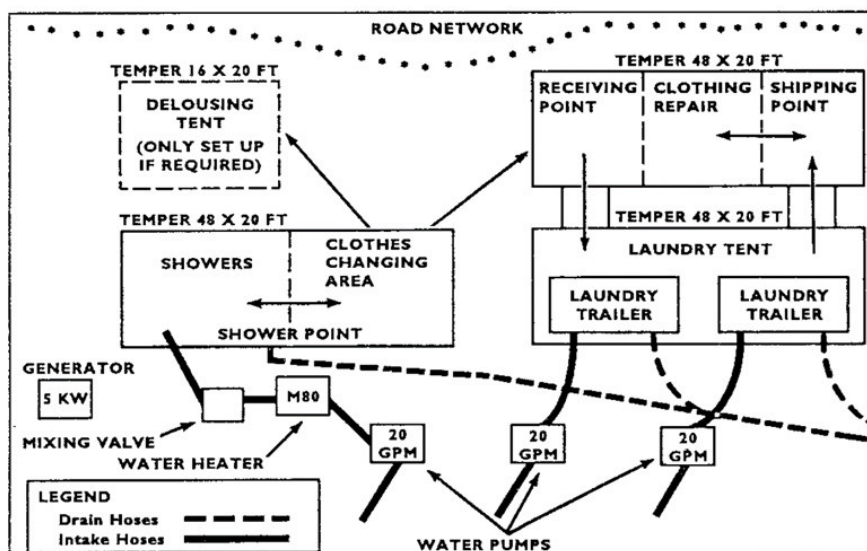 ROAD NETWORK
TEMPER 16 X 20 FT
DELOUSING
TENT
(ONLY SET UP
IF REQUIRED)
TEMPER 48 X 20 FT
RECEIVING
POINT
CLOTHING
REPAIR
SHIPPING
POINT
TEMPER 48 X 20 FT
SHOWERS
CLOTHES
CHANGING
AREA
SHOWER POINT
TEMPER 48 X 20 FT
LAUNDRY TENT
LAUNDRY
TRAILER
LAUNDRY
TRAILER
GENERATOR
5 KW
MIXING VALVE
M80
WATER HEATER
20
GPM
20
GPM
20
GPM
WATER PUMPS
LEGEND
Drain Hoses
Intake Hoses